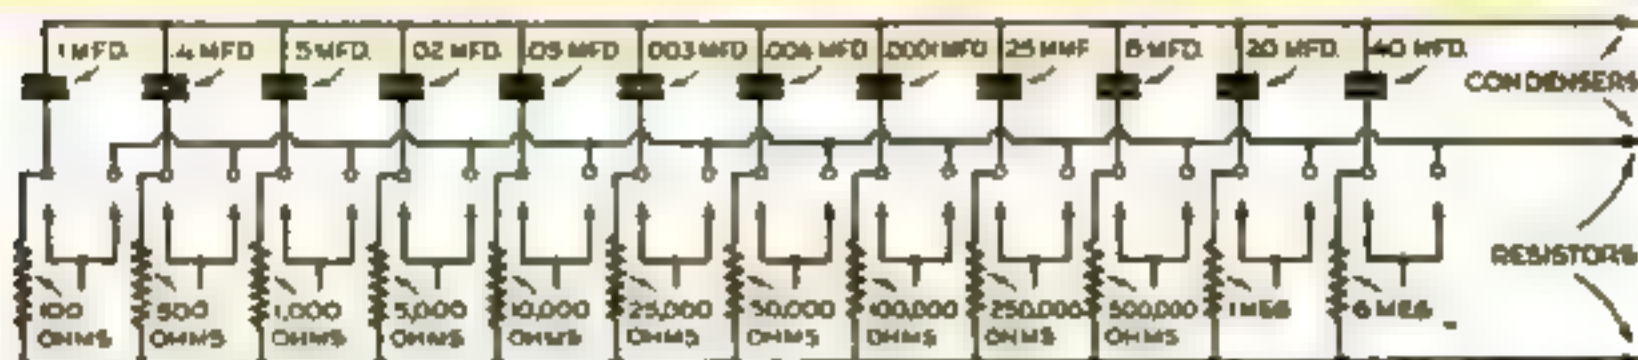 .1 MFD. .4 MFD .5 MFD. .02 MFD. .05 MFD .003 MFD .004 MFD .0001 MFD .25 MMF 8 MFD. 20 MFD. 40 MFD.
CONDENSERS
RESISTORS
100 OHMS
500 OHMS
1,000 OHMS
5,000 OHMS
10,000 OHMS
25,000 OHMS
50,000 OHMS
100,000 OHMS
250,000 OHMS
500,000 OHMS
1 MEG
6 MEG.